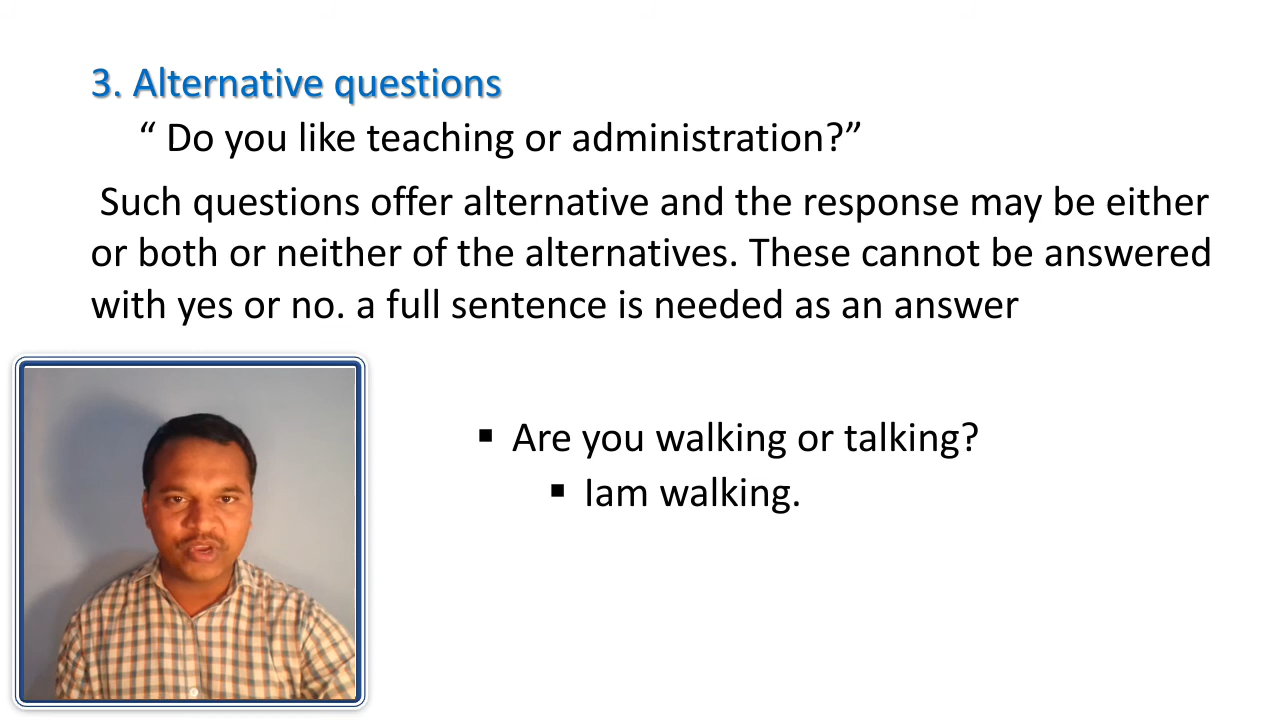 3. Alternative questions
“ Do you like teaching or administration?”
Such questions offer alternative and the response may be either
or both or neither of the alternatives. These cannot be answered
with yes or no. a full sentence is needed as an answer
▪ Are you walking or talking?
▪ Iam walking.